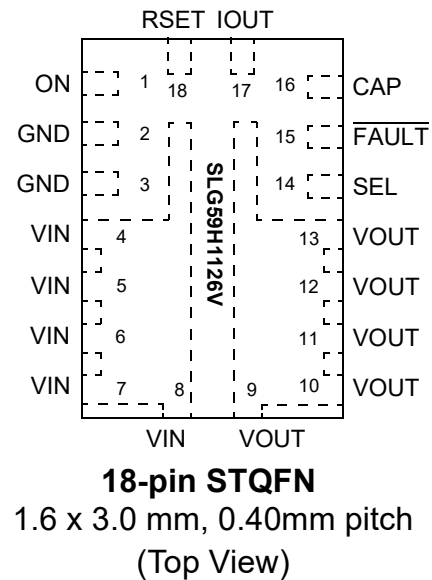 RSET IOUT
ON 1 18 17 16 CAP
GND 2 15 FAULT
GND 3 14 SEL
SLG59H1126V
VIN 4 13 VOUT
VIN 5 12 VOUT
VIN 6 11 VOUT
VIN 7 8 9 10 VOUT
VIN VOUT
18-pin STQFN
1.6 x 3.0 mm, 0.40mm pitch
(Top View)